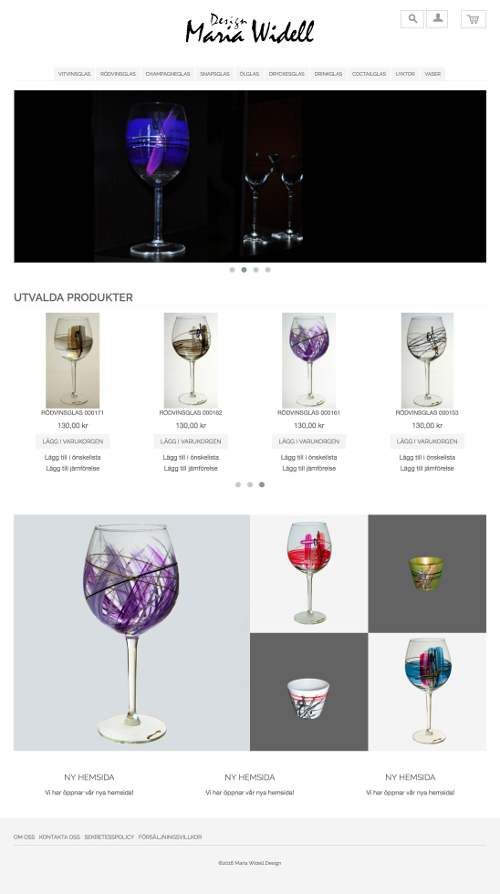 Design
Maria Widell
VITVINSGLAS RÖDVINSGLAS CHAMPAGNEGLAS SNAPSGLAS ÖLGLAS DRYCKESGLAS DRINKGLAS COCTAILGLAS LYKTOR VASER
UTVALDA PRODUKTER
RÖDVINSGLAS 000171 RÖDVINSGLAS 000162 RÖDVINSGLAS 000161 RÖDVINSGLAS 000153
130,00 kr 130,00 kr 130,00 kr 130,00 kr
LÄGG I VARUKORGEN LÄGG I VARUKORGEN LÄGG I VARUKORGEN LÄGG I VARUKORGEN
Lägg till i önskelista Lägg till i önskelista Lägg till i önskelista Lägg till i önskelista
Lägg till jämförelse Lägg till jämförelse Lägg till jämförelse Lägg till jämförelse
NY HEMSIDA NY HEMSIDA NY HEMSIDA
Vi har öppnar vår nya hemsida! Vi har öppnar vår nya hemsida! Vi har öppnar vår nya hemsida!
OM OSS KONTAKTA OSS SEKRETESSPOLICY FÖRSÄLJNINGSVILLKOR
©2016 Maria Widell Design